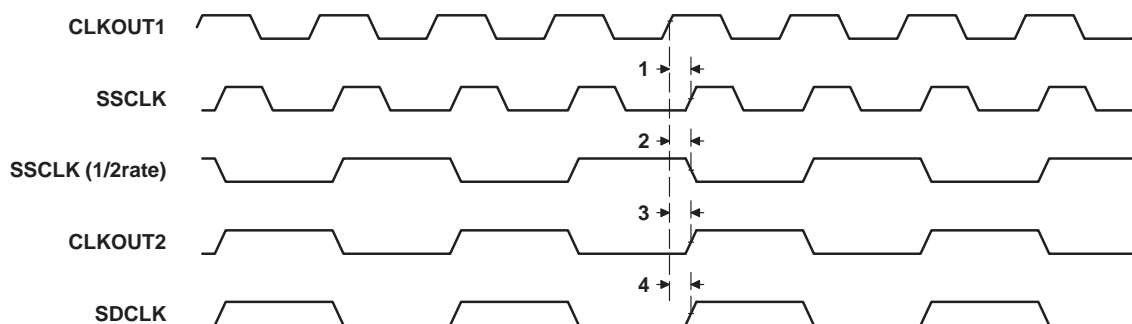 CLKOUT1
1
SSCLK
2
SSCLK (1/2rate)
3
CLKOUT2
4
SDCLK